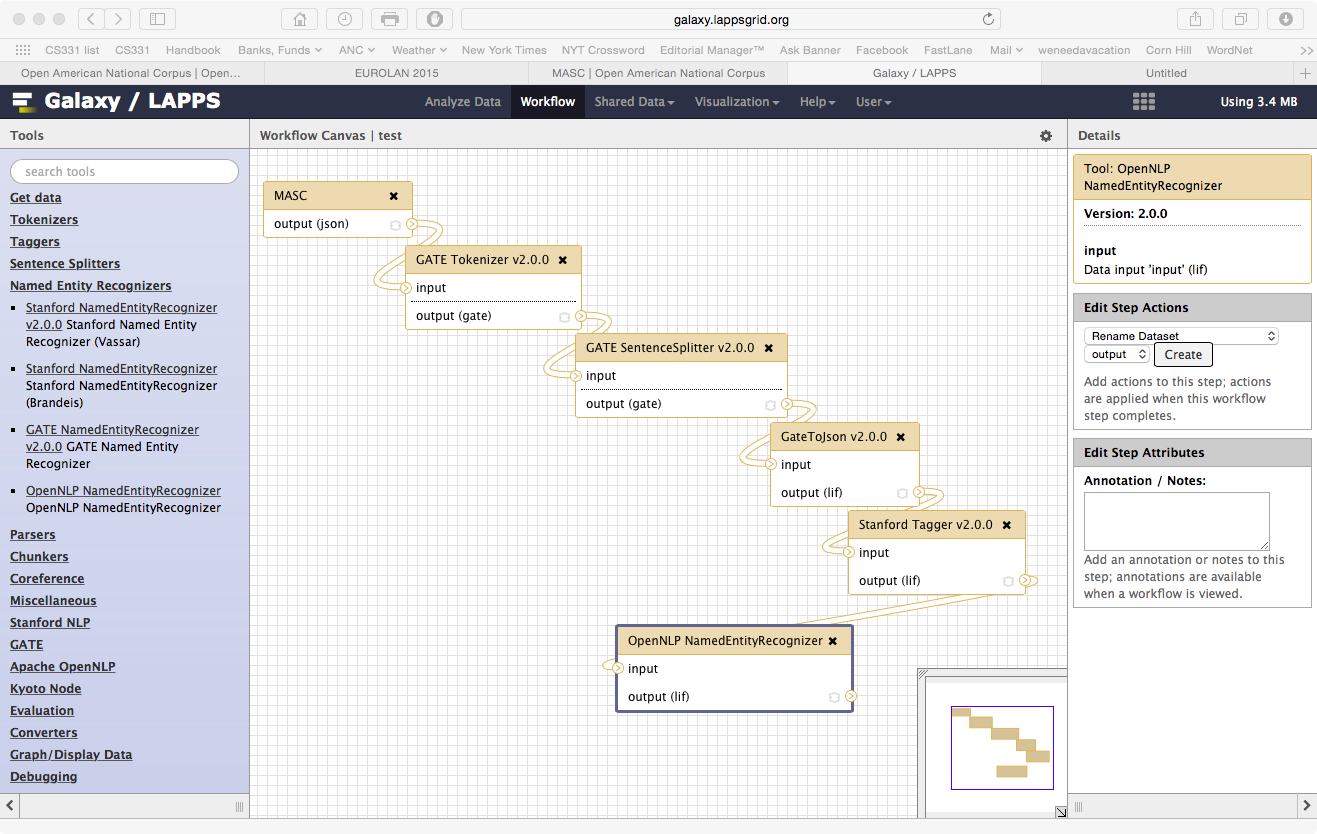 galaxy.lappsgrid.org
CS331 list CS331 Handbook Banks, Funds ANC Weather New York Times NYT Crossword Editorial Manager™ Ask Banner Facebook FastLane Mail weneedavacation Corn Hill WordNet
Open American National Corpus | Open... EUROLAN 2015 MASC | Open American National Corpus Galaxy / LAPPS Untitled
Galaxy / LAPPS Analyze Data Workflow Shared Data Visualization Help User Using 3.4 MB
Tools
search tools
Get data
Tokenizers
Taggers
Sentence Splitters
Named Entity Recognizers
Stanford NamedEntityRecognizer
v2.0.0 Stanford Named Entity
Recognizer (Vassar)
Stanford NamedEntityRecognizer
Stanford NamedEntityRecognizer
(Brandeis)
GATE NamedEntityRecognizer
v2.0.0 GATE Named Entity
Recognizer
OpenNLP NamedEntityRecognizer
OpenNLP NamedEntityRecognizer
Parsers
Chunkers
Coreference
Miscellaneous
Stanford NLP
GATE
Apache OpenNLP
Kyoto Node
Evaluation
Converters
Graph/Display Data
Debugging
Workflow Canvas | test
MASC
output (json)
GATE Tokenizer v2.0.0
input
output (gate)
GATE SentenceSplitter v2.0.0
input
output (gate)
GateToJson v2.0.0
input
output (lif)
Stanford Tagger v2.0.0
input
output (lif)
OpenNLP NamedEntityRecognizer
input
output (lif)
Details
Tool: OpenNLP
NamedEntityRecognizer
Version: 2.0.0
input
Data input 'input' (lif)
Edit Step Actions
Rename Dataset
output Create
Add actions to this step; actions
are applied when this workflow
step completes.
Edit Step Attributes
Annotation / Notes:
Add an annotation or notes to this
step; annotations are available
when a workflow is viewed.